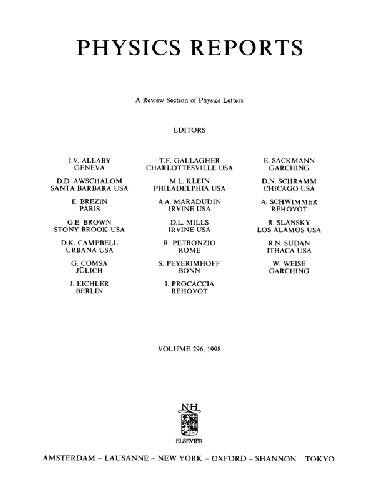 PHYSICS REPORTS
A Review Section of Physics Letters
EDITORS
J.V. ALLABY
GENEVA
D.D. AWSCHALOM
SANTA BARBARA USA
E. BREZIN
PARIS
G.E. BROWN
STONY BROOK USA
D.K. CAMPBELL
URBANA USA
G. COMSA
JÜLICH
J. EICHLER
BERLIN
T.F. GALLAGHER
CHARLOTTESVILLE USA
M.L. KLEIN
PHILADELPHIA USA
A.A. MARADUDIN
IRVINE USA
D.L. MILLS
IRVINE USA
R. PETRONZIO
ROME
S. PEYERIMHOFF
BONN
I. PROCACCIA
REHOVOT
E. SACKMANN
GARCHING
D.N. SCHRAMM
CHICAGO USA
A. SCHWIMMER
REHOVOT
R. SLANSKY
LOS ALAMOS USA
R.N. SUDAN
ITHACA USA
W. WEISE
GARCHING
VOLUME 296, 1998
NH
ELSEVIER
AMSTERDAM – LAUSANNE – NEW YORK – OXFORD – SHANNON – TOKYO